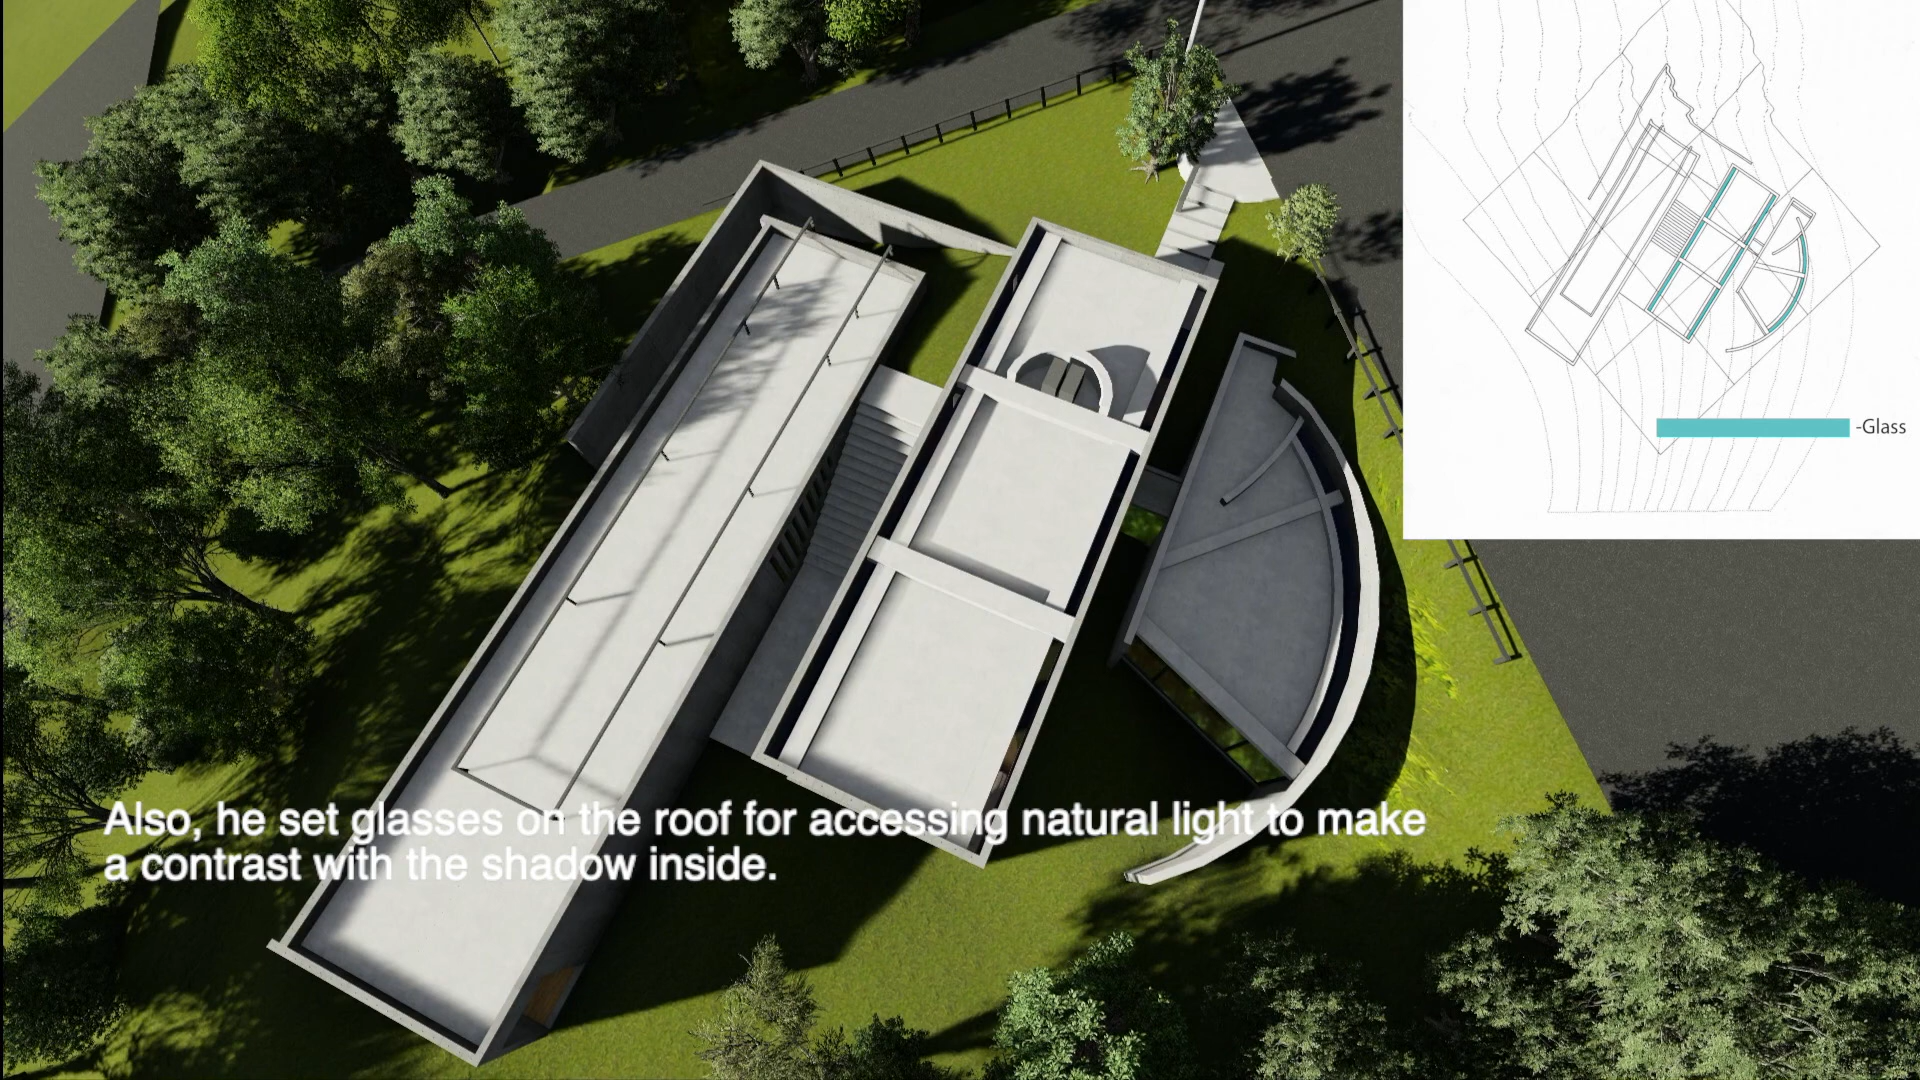 -Glass
Also, he set glasses on the roof for accessing natural light to make
a contrast with the shadow inside.